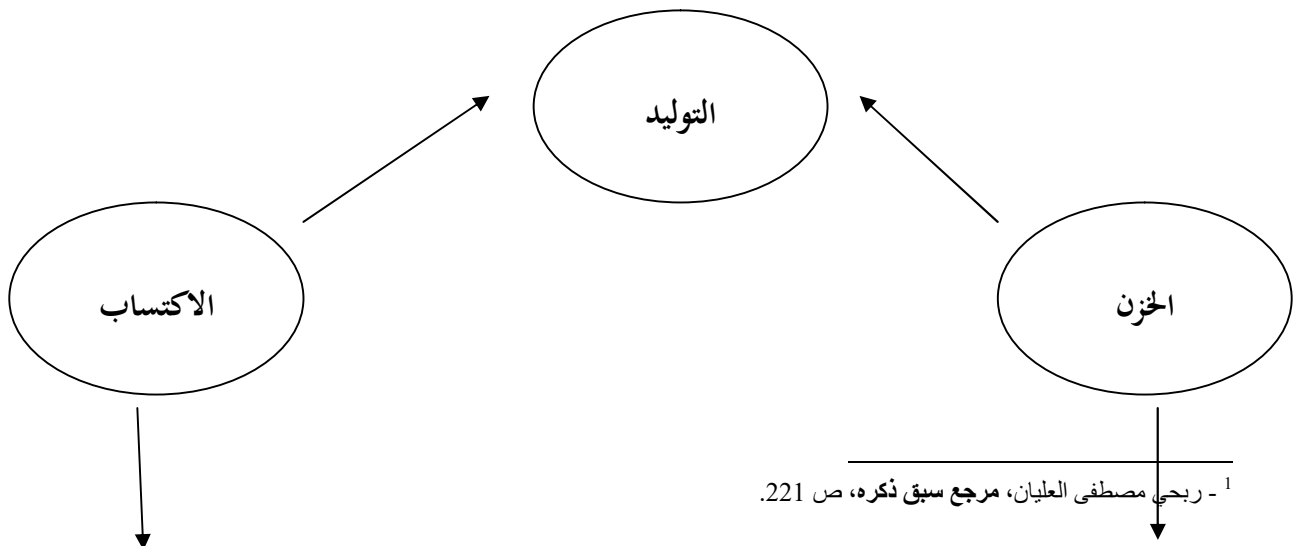 التوليد
الخزن
الاكتساب
1 - ربحي مصطفى العليان، مرجع سبق ذكره، ص 221.